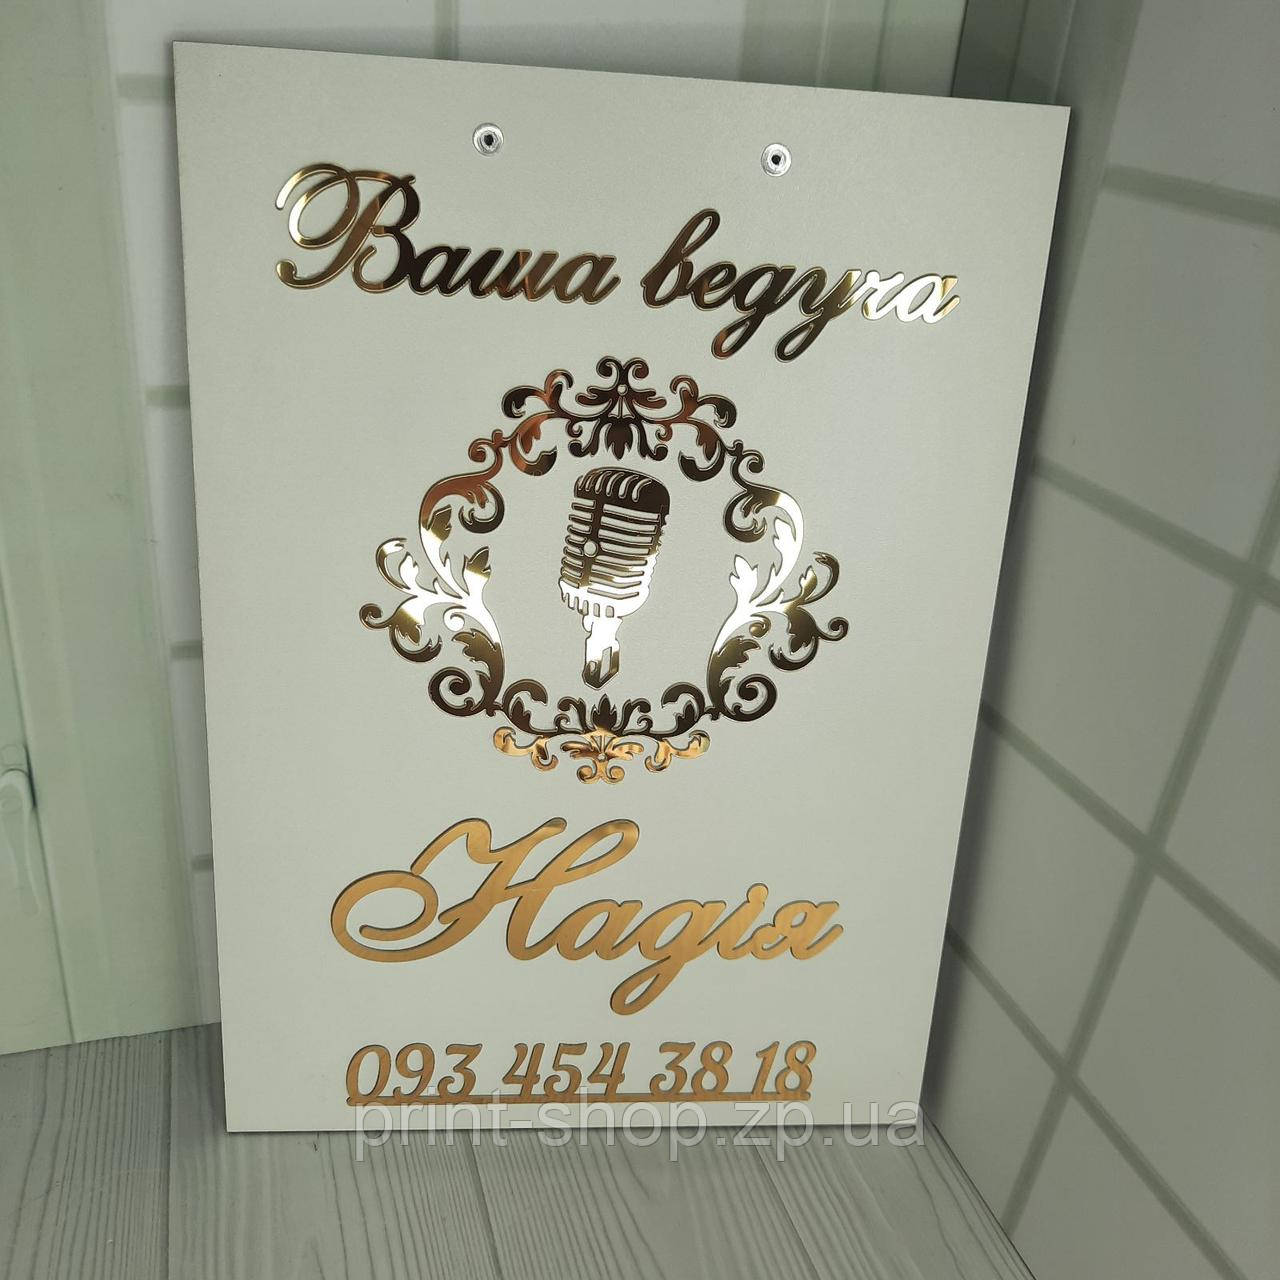 Ваша ведуча
Надія
093 454 38 18
print-shop.zp.ua